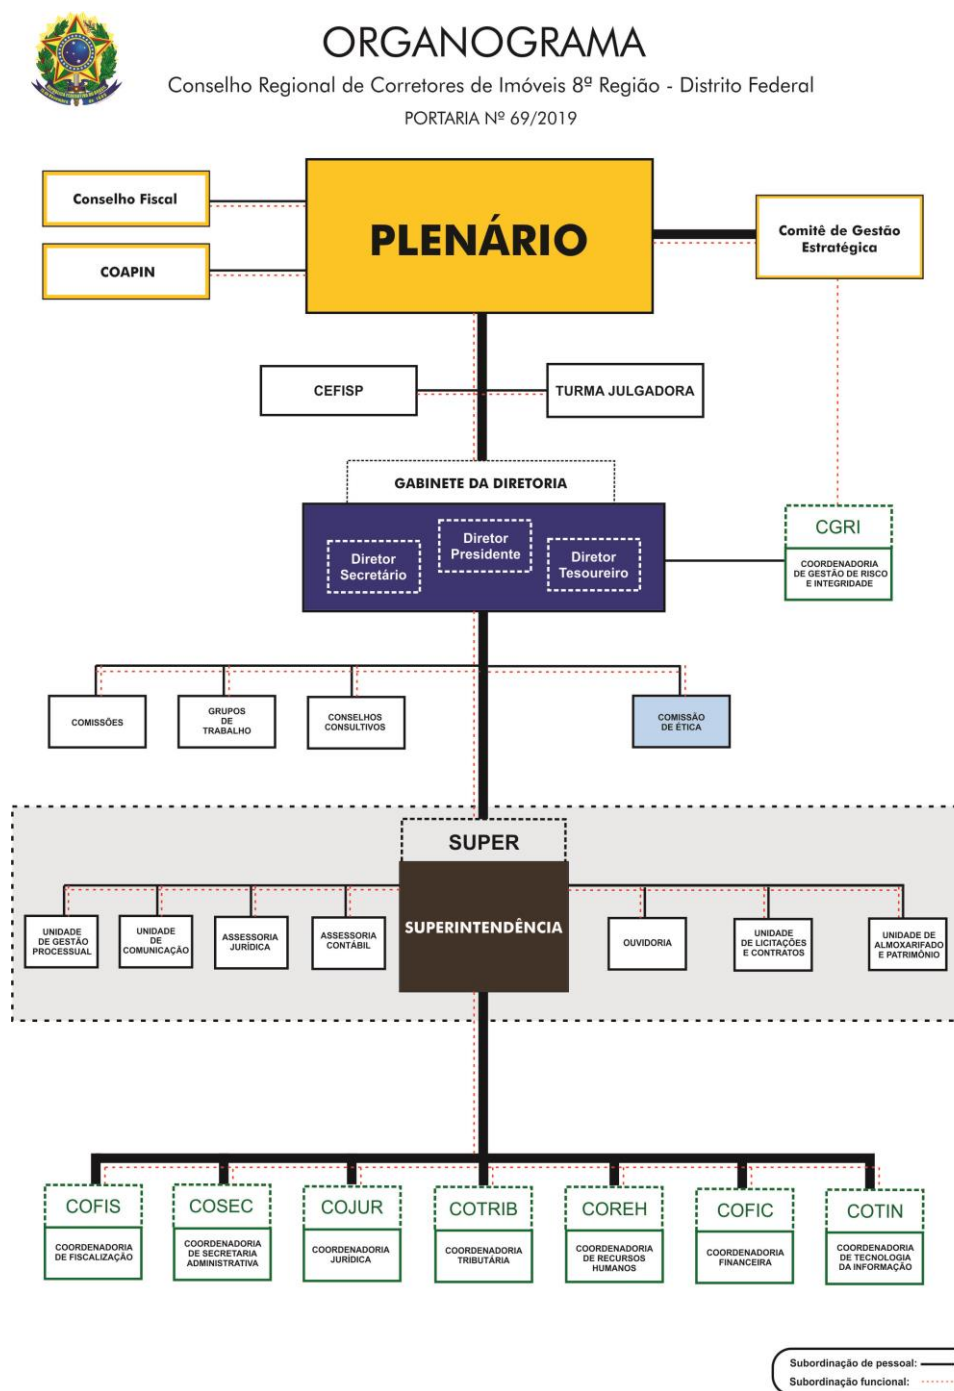 ORGANOGRAMA
Conselho Regional de Corretores de Imóveis 8ª Região - Distrito Federal
PORTARIA Nº 69/2019
Conselho Fiscal
COAPIN
PLENÁRIO
Comitê de Gestão
Estratégica
CEFISP
TURMA JULGADORA
GABINETE DA DIRETORIA
Diretor
Secretário
Diretor
Presidente
Diretor
Tesoureiro
CGRI
COORDENADORIA
DE GESTÃO DE RISCO
E INTEGRIDADE
COMISSÕES
GRUPOS
DE
TRABALHO
CONSELHOS
CONSULTIVOS
COMISSÃO
DE ÉTICA
SUPER
SUPERINTENDÊNCIA
UNIDADE
DE GESTÃO
PROCESSUAL
UNIDADE
DE
COMUNICAÇÃO
ASSESSORIA
JURÍDICA
ASSESSORIA
CONTÁBIL
OUVIDORIA
UNIDADE
DE LICITAÇÕES
E CONTRATOS
UNIDADE DE
ALMOXARIFADO
E PATRIMÔNIO
COFIS
COORDENADORIA
DE FISCALIZAÇÃO
COSEC
COORDENADORIA
DE SECRETARIA
ADMINISTRATIVA
COJUR
COORDENADORIA
JURÍDICA
COTRIB
COORDENADORIA
TRIBUTÁRIA
COREH
COORDENADORIA
DE RECURSOS
HUMANOS
COFIC
COORDENADORIA
FINANCEIRA
COTIN
COORDENADORIA
DE TECNOLOGIA
DA INFORMAÇÃO
Subordinação de pessoal:
Subordinação funcional: